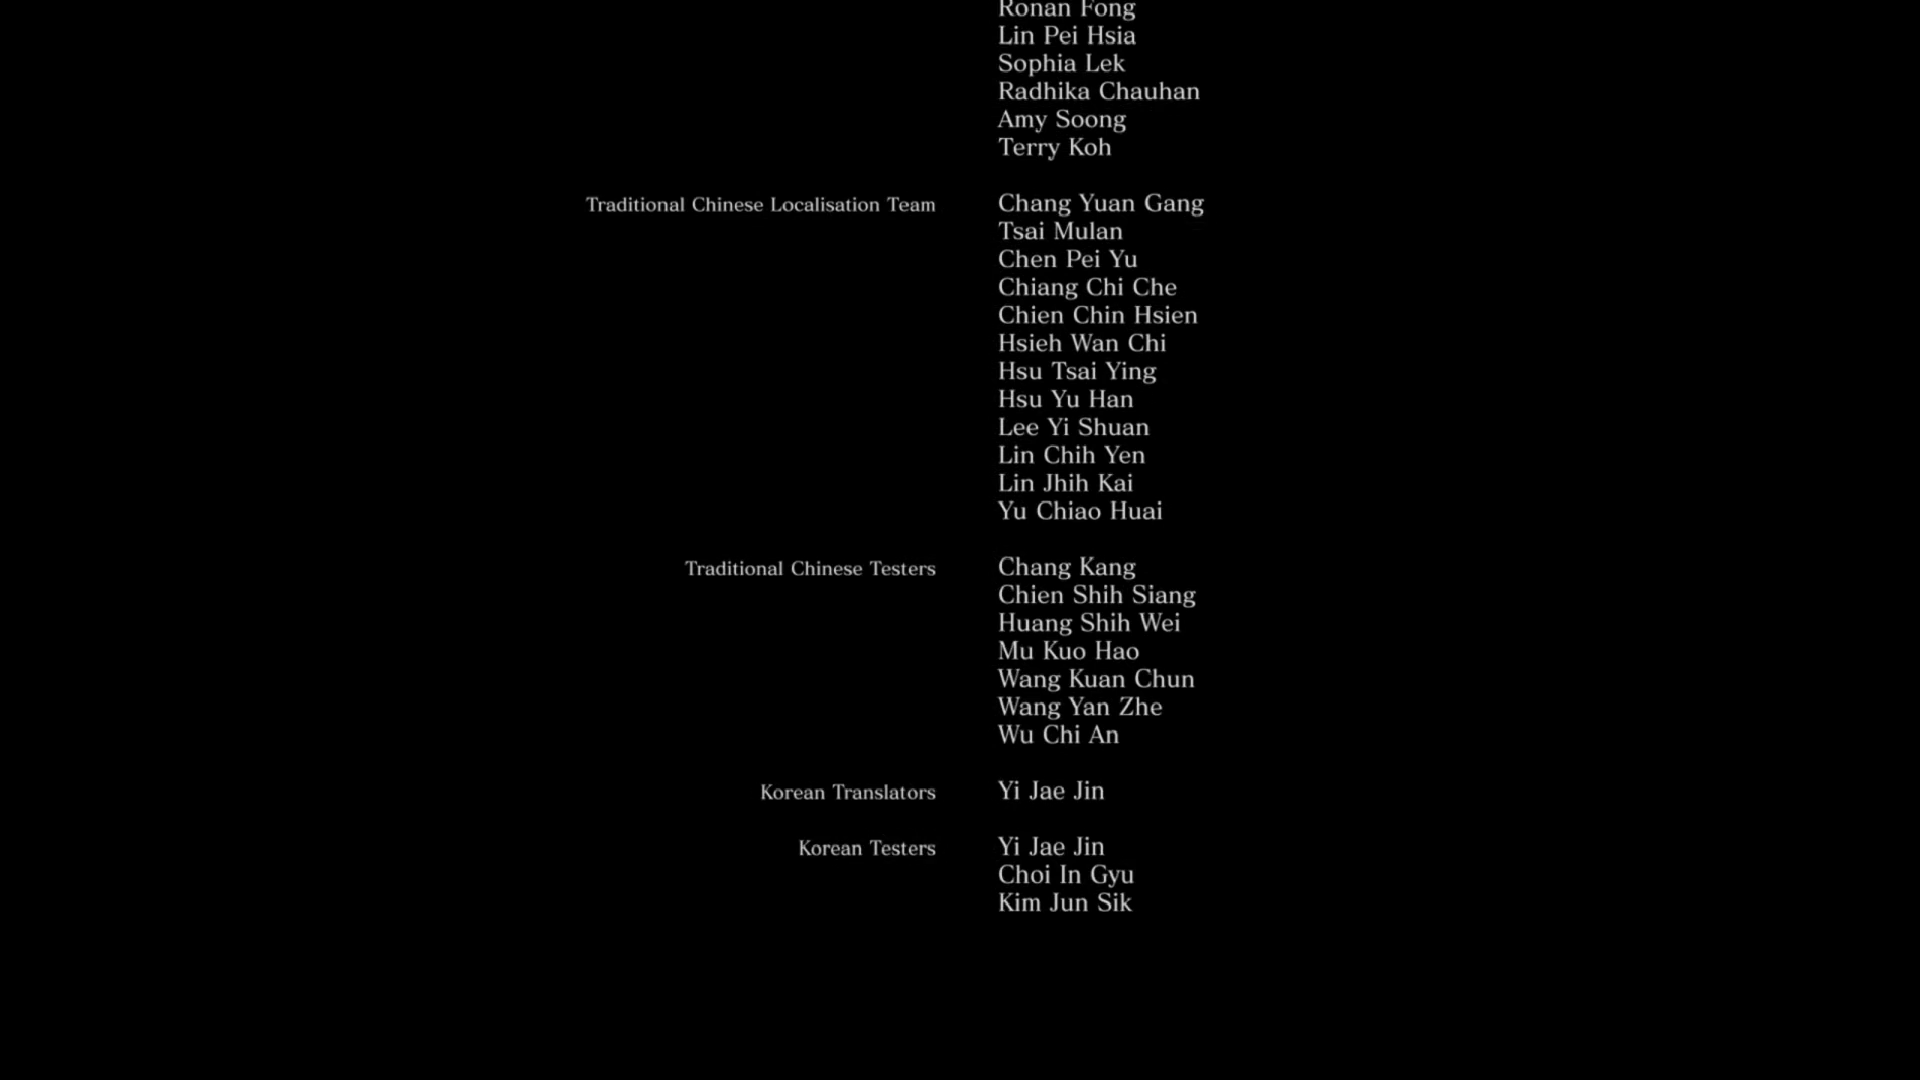 Ronan Fong
Lin Pei Hsia
Sophia Lek
Radhika Chauhan
Amy Soong
Terry Koh
Traditional Chinese Localisation Team Chang Yuan Gang
Tsai Mulan
Chen Pei Yu
Chiang Chi Che
Chien Chin Hsien
Hsieh Wan Chi
Hsu Tsai Ying
Hsu Yu Han
Lee Yi Shuan
Lin Chih Yen
Lin Jhih Kai
Yu Chiao Huai
Traditional Chinese Testers Chang Kang
Chien Shih Siang
Huang Shih Wei
Mu Kuo Hao
Wang Kuan Chun
Wang Yan Zhe
Wu Chi An
Korean Translators Yi Jae Jin
Korean Testers Yi Jae Jin
Choi In Gyu
Kim Jun Sik